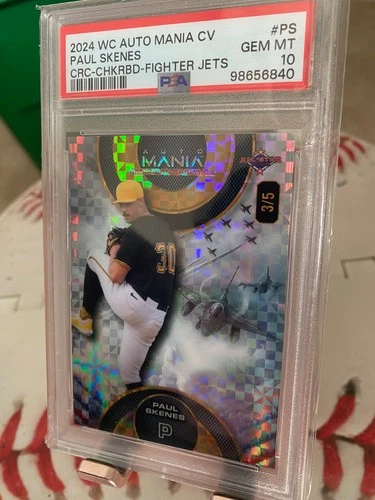 2024 WC AUTO MANIA CV #PS
PAUL SKENES GEM MT
CRC-CHKRBD-FIGHTER JETS 10
PSA 98656840
AUTO
MANIA
3/5
30
PAUL
SKENES
P